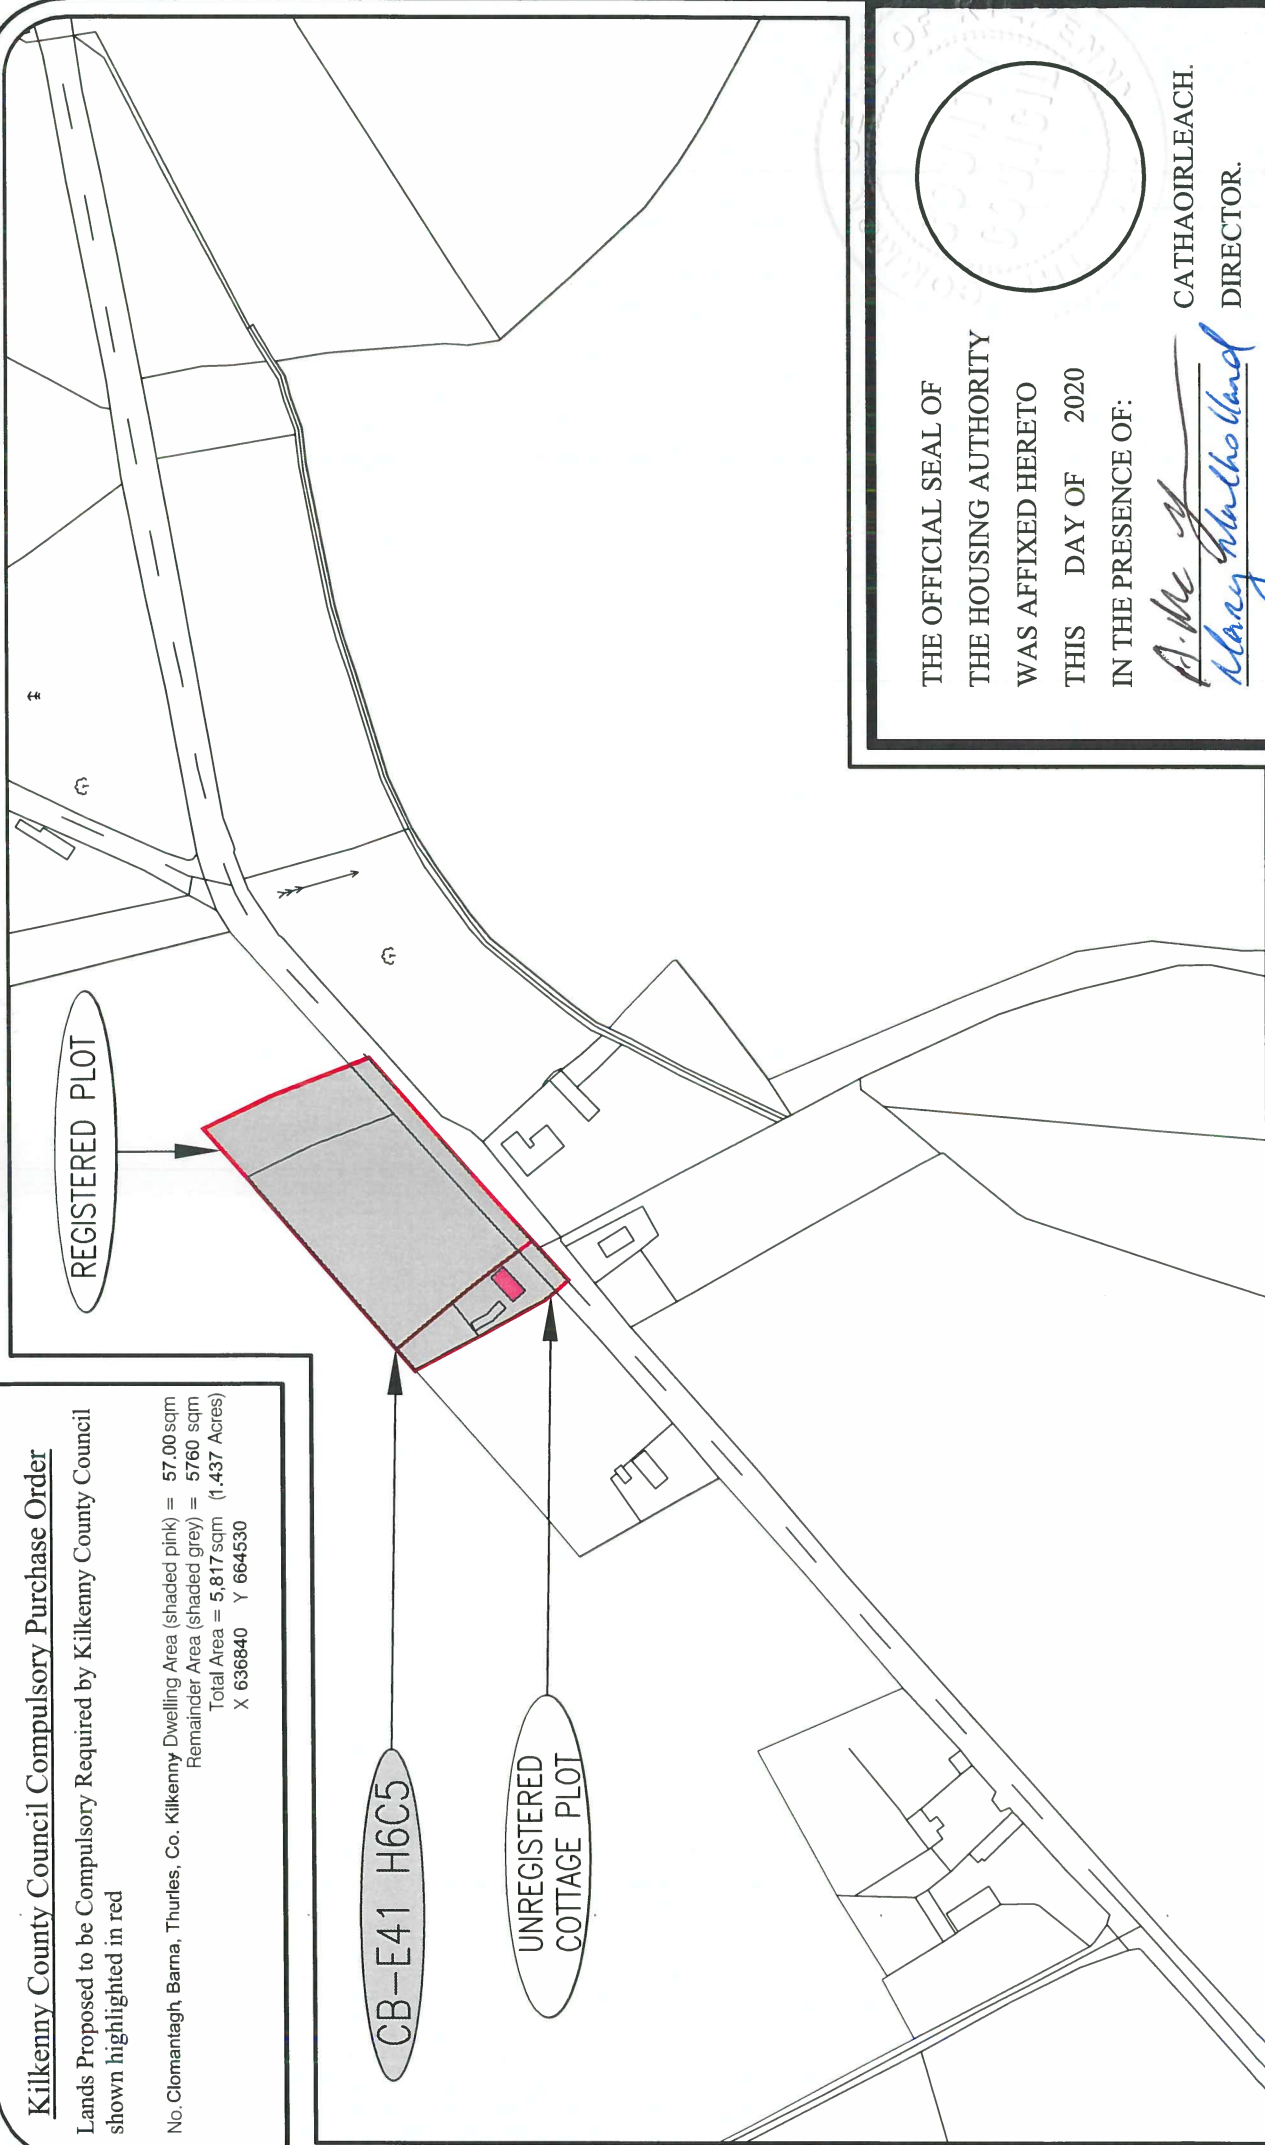 Kilkenny County Council Compulsory Purchase Order
Lands Proposed to be Compulsory Required by Kilkenny County Council
shown highlighted in red
No. Clomantagh, Barna, Thurles, Co. Kilkenny Dwelling Area (shaded pink) = 57.00sqm
Remainder Area (shaded grey) = 5760 sqm
Total Area = 5,817 sqm (1.437 Acres)
X 636840 Y 664530
REGISTERED PLOT
CB-E41 H6C5
UNREGISTERED
COTTAGE PLOT
THE OFFICIAL SEAL OF
THE HOUSING AUTHORITY
WAS AFFIXED HERETO
THIS DAY OF 2020
IN THE PRESENCE OF:
CATHAOIRLEACH.
Mary Mulholland DIRECTOR.